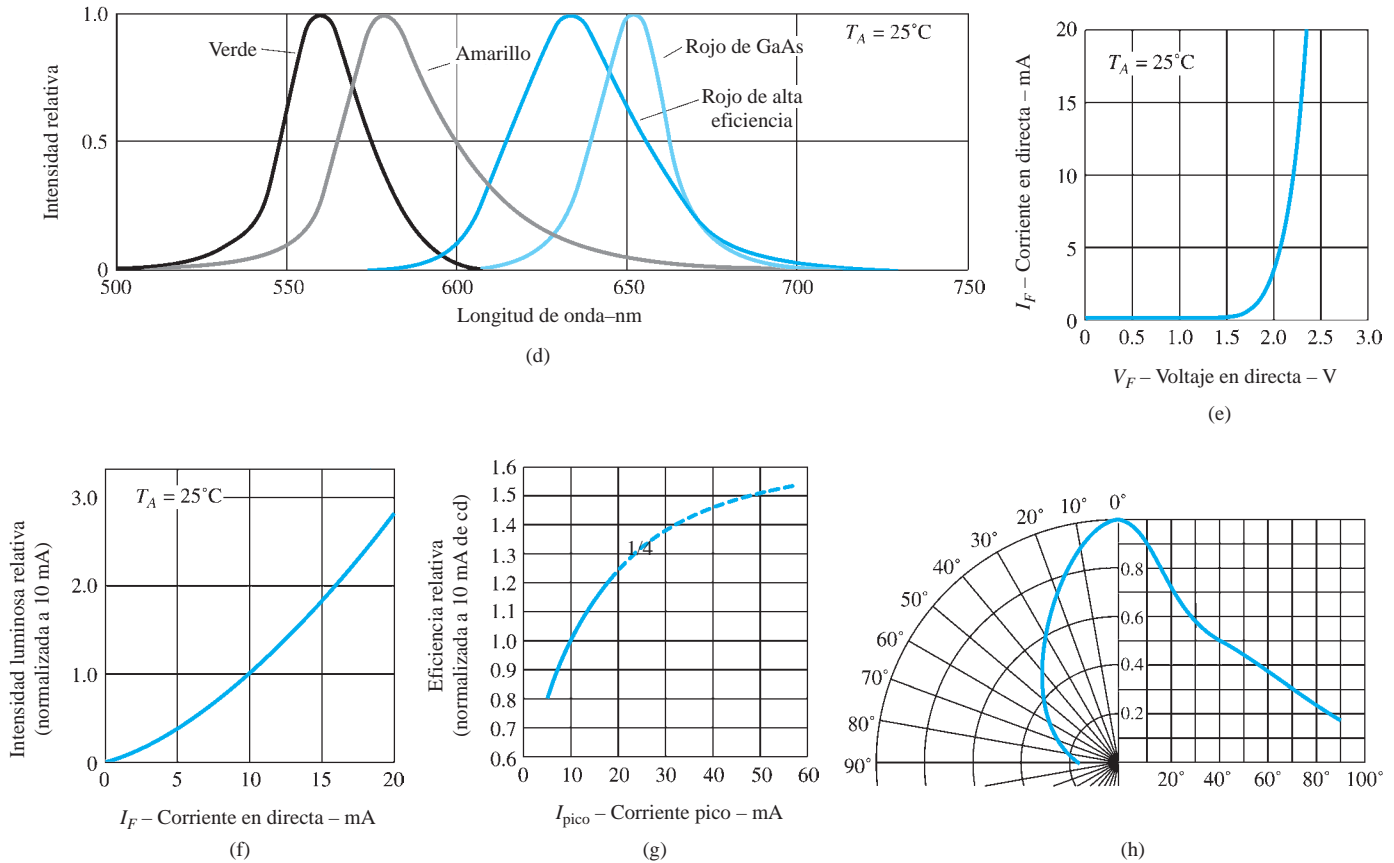 1.0
Verde
Amarillo
Rojo de GaAs
T_A = 25°C
Rojo de alta
eficiencia
Intensidad relativa
0.5
0
500
550
600
650
700
750
Longitud de onda–nm
(d)
20
T_A = 25°C
15
10
5
0
I_F – Corriente en directa – mA
0
0.5
1.0
1.5
2.0
2.5
3.0
V_F – Voltaje en directa – V
(e)
Intensidad luminosa relativa
(normalizada a 10 mA)
3.0
T_A = 25°C
2.0
1.0
0
0
5
10
15
20
I_F – Corriente en directa – mA
(f)
Eficiencia relativa
(normalizada a 10 mA de cd)
1.6
1.5
1.4
1.3
1/4
1.2
1.1
1.0
0.9
0.8
0.7
0.6
0
10
20
30
40
50
60
I_pico – Corriente pico – mA
(g)
0°
10°
20°
30°
40°
50°
60°
70°
80°
90°
0.8
0.6
0.4
0.2
20°
40°
60°
80°
100°
(h)